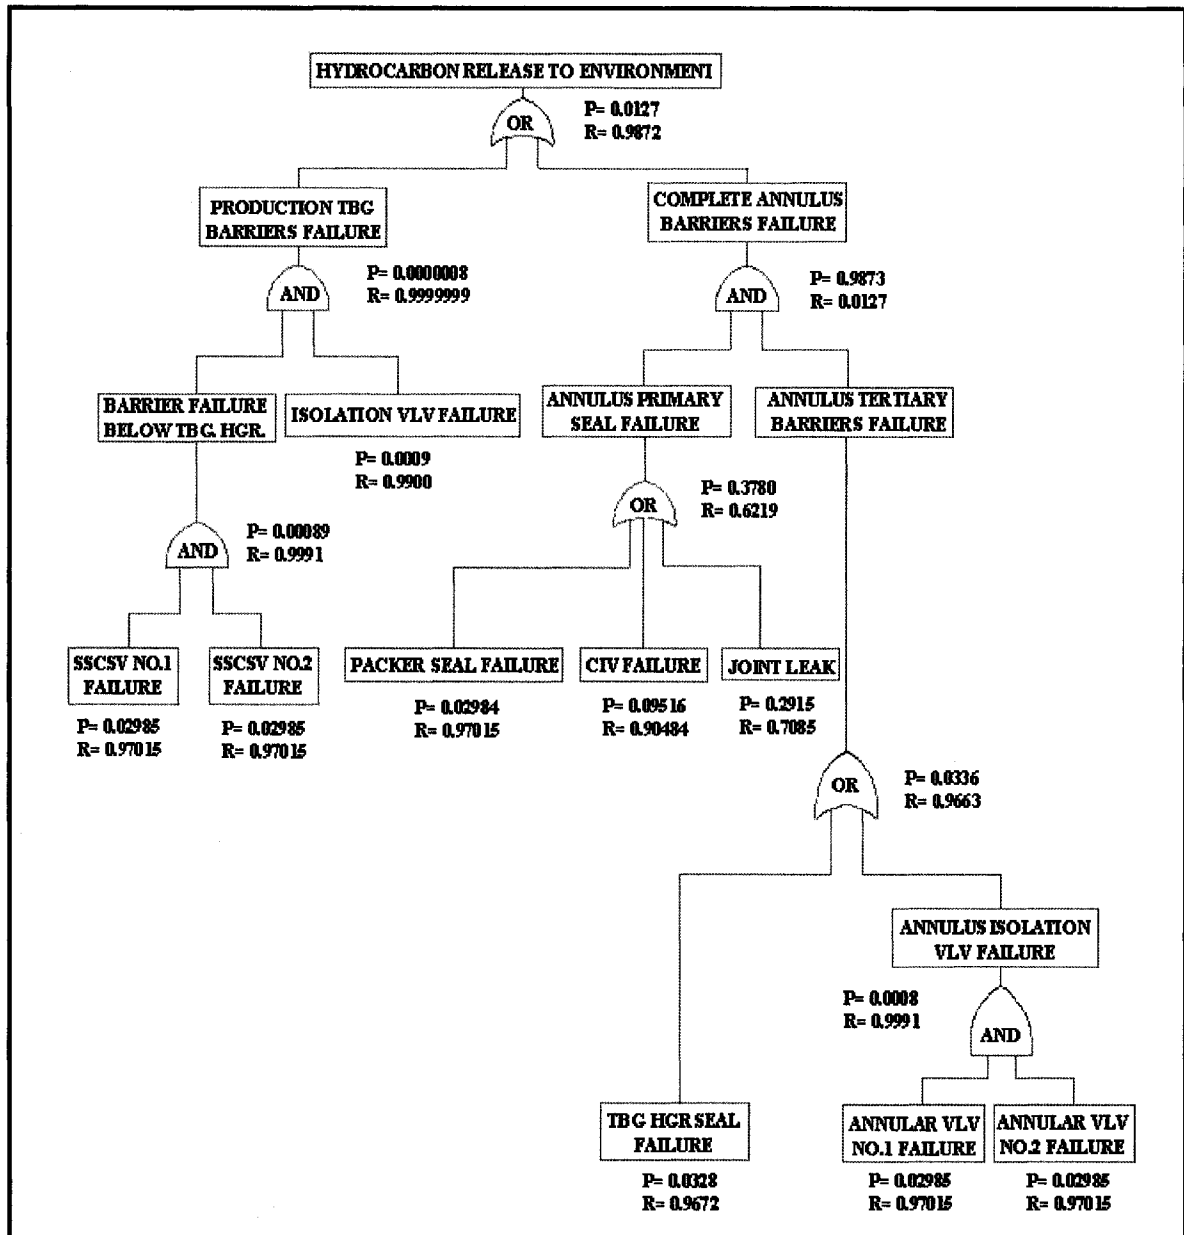 HYDROCARBON RELEASE TO ENVIRONMENT
OR
P= 0.0127
R= 0.9872
PRODUCTION TBG
BARRIERS FAILURE
COMPLETE ANNULUS
BARRIERS FAILURE
AND
P= 0.0000008
R= 0.9999999
AND
P= 0.9873
R= 0.0127
BARRIER FAILURE
BELOW TBG. HGR.
ISOLATION VLV FAILURE
P= 0.0009
R= 0.9900
ANNULUS PRIMARY
SEAL FAILURE
ANNULUS TERTIARY
BARRIERS FAILURE
AND
P= 0.00089
R= 0.9991
OR
P= 0.3780
R= 0.6219
SSCSV NO.1
FAILURE
P= 0.02985
R= 0.97015
SSCSV NO.2
FAILURE
P= 0.02985
R= 0.97015
PACKER SEAL FAILURE
P= 0.02984
R= 0.97015
CIV FAILURE
P= 0.09516
R= 0.90484
JOINT LEAK
P= 0.2915
R= 0.7085
OR
P= 0.0336
R= 0.9663
ANNULUS ISOLATION
VLV FAILURE
P= 0.0008
R= 0.9991
AND
TBG HGR SEAL
FAILURE
P= 0.0328
R= 0.9672
ANNULAR VLV
NO.1 FAILURE
P= 0.02985
R= 0.97015
ANNULAR VLV
NO.2 FAILURE
P= 0.02985
R= 0.97015